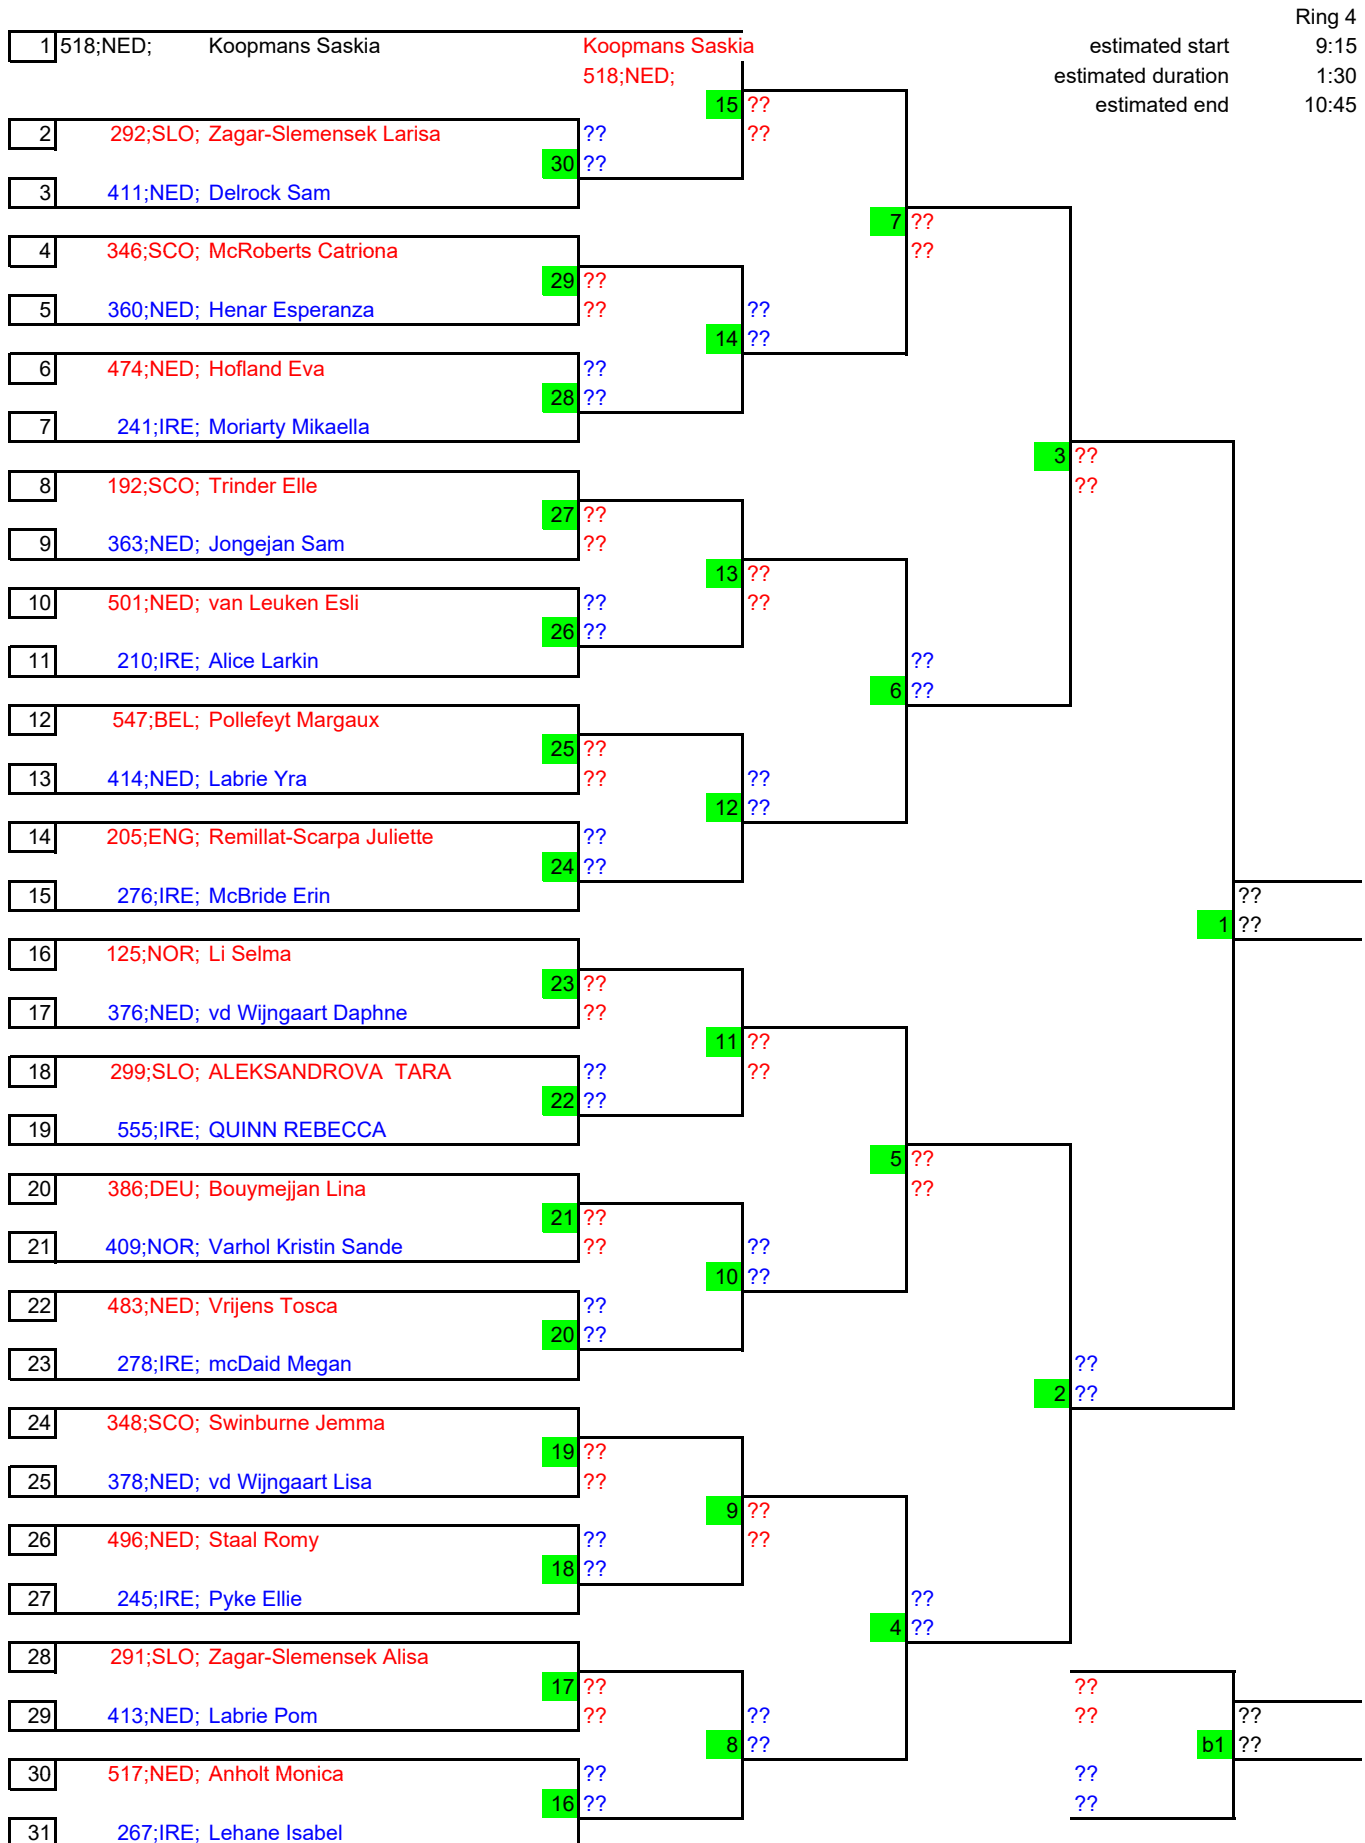 Ring 4
1 518;NED; Koopmans Saskia Koopmans Saskia estimated start 9:15
518;NED; estimated duration 1:30
15 ?? estimated end 10:45
2 292;SLO; Zagar-Slemensek Larisa ?? ??
30 ??
3 411;NED; Delrock Sam
7 ??
4 346;SCO; McRoberts Catriona ??
29 ??
5 360;NED; Henar Esperanza ?? ??
14 ??
6 474;NED; Hofland Eva ??
28 ??
7 241;IRE; Moriarty Mikaella
3 ??
8 192;SCO; Trinder Elle ??
27 ??
9 363;NED; Jongejan Sam ??
13 ??
10 501;NED; van Leuken Esli ?? ??
26 ??
11 210;IRE; Alice Larkin ??
6 ??
12 547;BEL; Pollefeyt Margaux
25 ??
13 414;NED; Labrie Yra ?? ??
12 ??
14 205;ENG; Remillat-Scarpa Juliette ??
24 ??
15 276;IRE; McBride Erin ??
1 ??
16 125;NOR; Li Selma
23 ??
17 376;NED; vd Wijngaart Daphne ??
11 ??
18 299;SLO; ALEKSANDROVA TARA ?? ??
22 ??
19 555;IRE; QUINN REBECCA
5 ??
20 386;DEU; Bouymejjan Lina ??
21 ??
21 409;NOR; Varhol Kristin Sande ?? ??
10 ??
22 483;NED; Vrijens Tosca ??
20 ??
23 278;IRE; mcDaid Megan ??
2 ??
24 348;SCO; Swinburne Jemma
19 ??
25 378;NED; vd Wijngaart Lisa ??
9 ??
26 496;NED; Staal Romy ?? ??
18 ??
27 245;IRE; Pyke Ellie ??
4 ??
28 291;SLO; Zagar-Slemensek Alisa
17 ?? ??
29 413;NED; Labrie Pom ?? ?? ?? ??
8 ?? b1 ??
30 517;NED; Anholt Monica ?? ??
16 ?? ??
31 267;IRE; Lehane Isabel